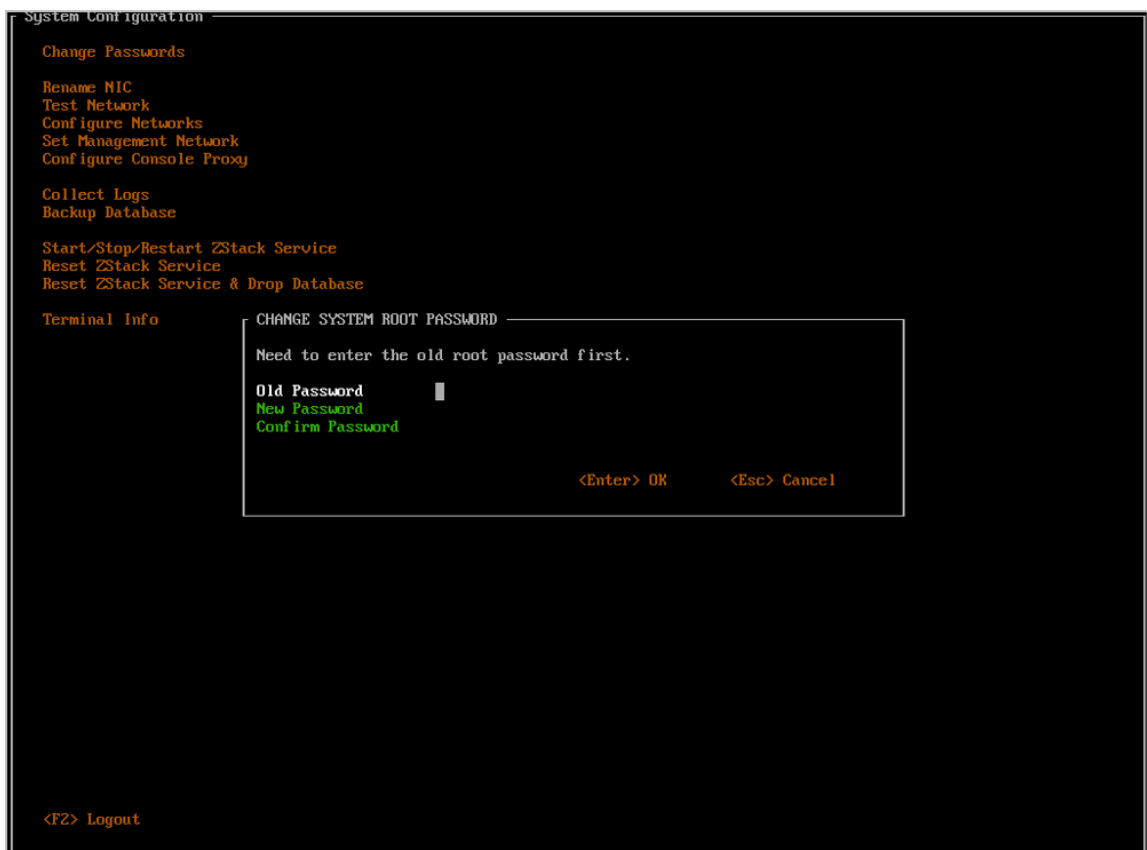 System Configuration
Change Passwords
Rename NIC
Test Network
Configure Networks
Set Management Network
Configure Console Proxy
Collect Logs
Backup Database
Start/Stop/Restart ZStack Service
Reset ZStack Service
Reset ZStack Service & Drop Database
Terminal Info
CHANGE SYSTEM ROOT PASSWORD
Need to enter the old root password first.
Old Password
New Password
Confirm Password
<Enter> OK <Esc> Cancel
<F2> Logout